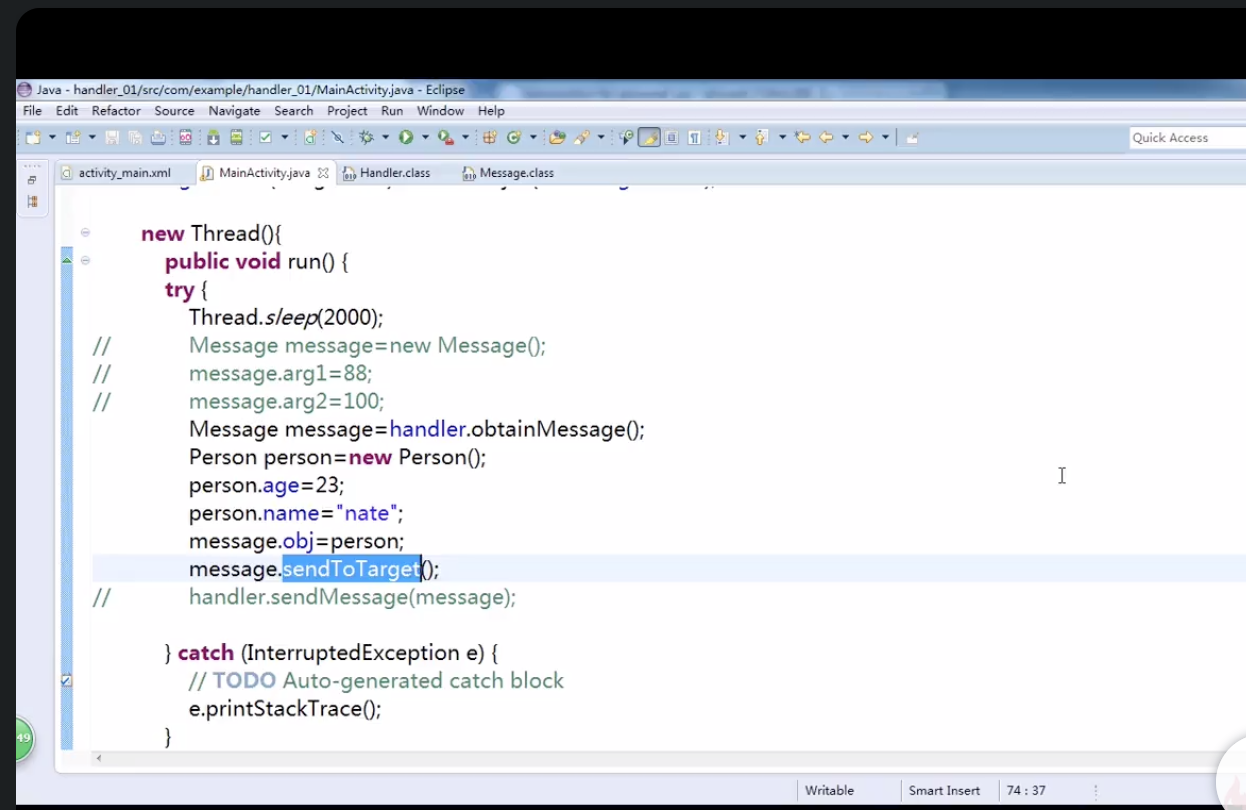 Java - handler_01/src/com/example/handler_01/MainActivity.java - Eclipse
File Edit Refactor Source Navigate Search Project Run Window Help
Quick Access
activity_main.xml MainActivity.java Handler.class Message.class
new Thread(){
public void run() {
try {
Thread.sleep(2000);
// Message message=new Message();
// message.arg1=88;
// message.arg2=100;
Message message=handler.obtainMessage();
Person person=new Person();
person.age=23;
person.name="nate";
message.obj=person;
message.sendToTarget();
// handler.sendMessage(message);
} catch (InterruptedException e) {
// TODO Auto-generated catch block
e.printStackTrace();
}
49
Writable Smart Insert 74 : 37